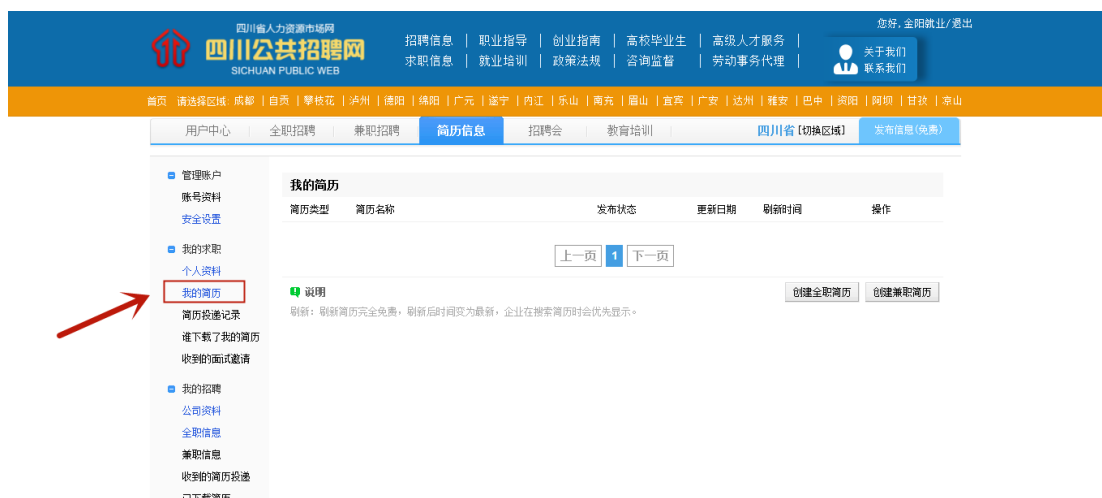 您好, 金阳就业/退出
四川省人力资源市场网
四川公共招聘网
SICHUAN PUBLIC WEB
招聘信息 | 职业指导 | 创业指南 | 高校毕业生 | 高级人才服务 |
求职信息 | 就业培训 | 政策法规 | 咨询监督 | 劳动事务代理 |
关于我们
联系我们
首页 请选择区域: 成都 | 自贡 | 攀枝花 | 泸州 | 德阳 | 绵阳 | 广元 | 遂宁 | 内江 | 乐山 | 南充 | 眉山 | 宜宾 | 广安 | 达州 | 雅安 | 巴中 | 资阳 | 阿坝 | 甘孜 | 凉山
用户中心 全职招聘 兼职招聘 简历信息 招聘会 教育培训 四川省 [切换区域] 发布信息(免费)
管理账户
账号资料
安全设置
我的求职
个人资料
我的简历
简历投递记录
谁下载了我的简历
收到的面试邀请
我的招聘
公司资料
全职信息
兼职信息
收到的简历投递
已下载简历
我的简历
简历类型 简历名称 发布状态 更新日期 刷新时间 操作
上一页 1 下一页
说明 创建全职简历 创建兼职简历
刷新：刷新简历完全免费，刷新后时间变为最新，企业在搜索简历时会优先显示。